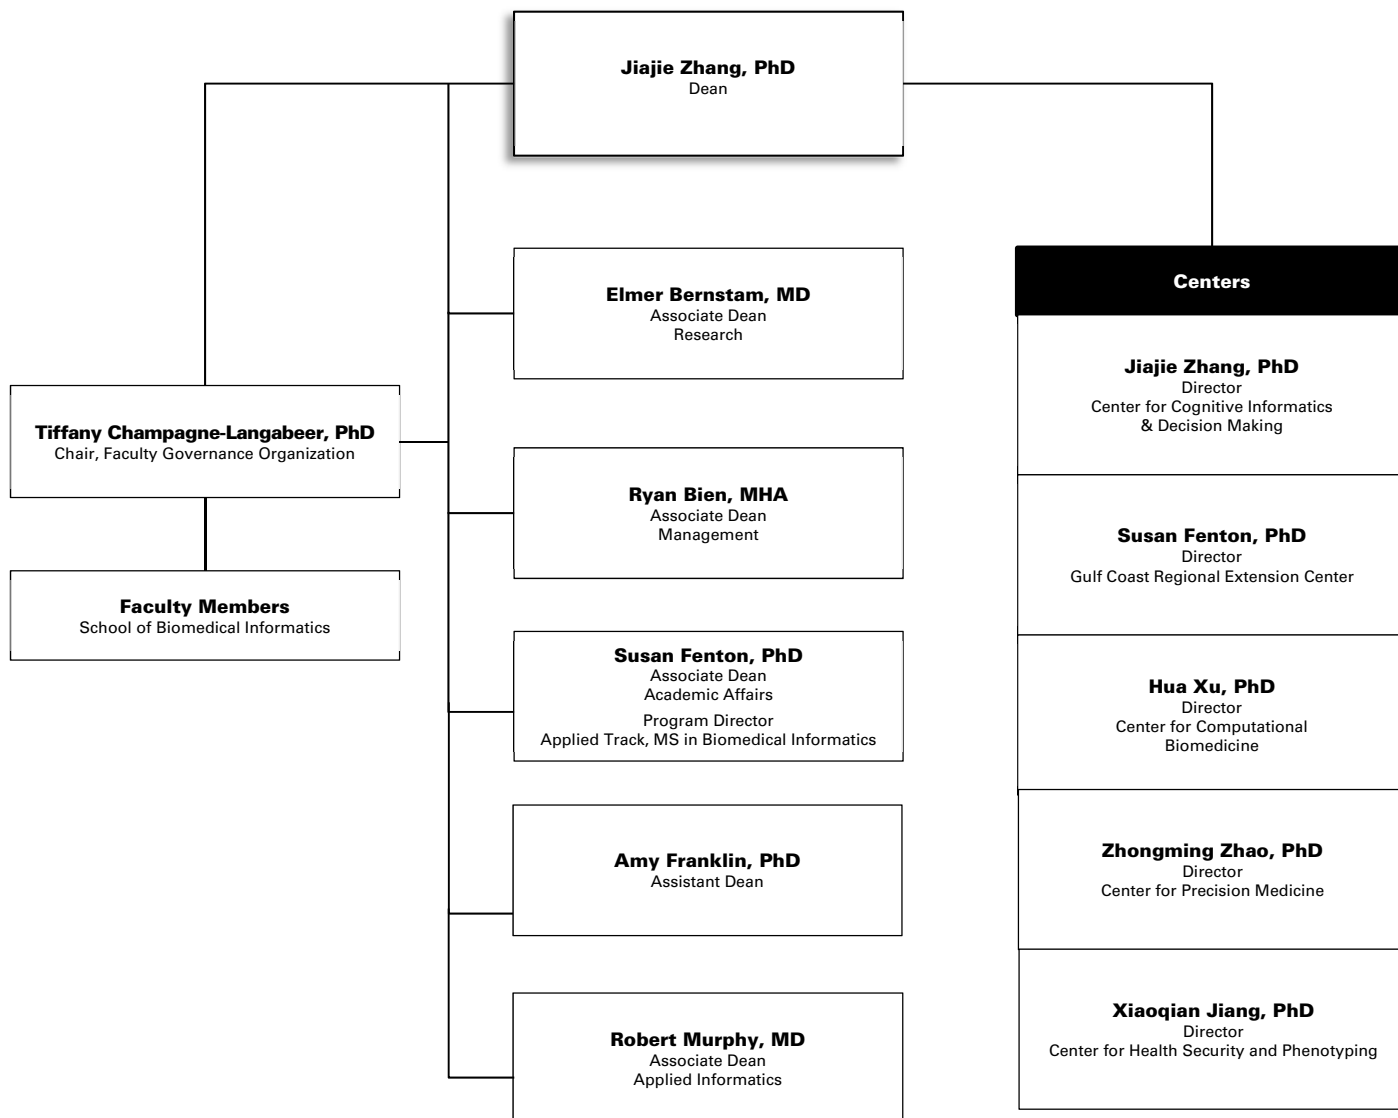 Jiajie Zhang, PhD
Dean
Elmer Bernstam, MD
Associate Dean
Research
Tiffany Champagne-Langabeer, PhD
Chair, Faculty Governance Organization
Ryan Bien, MHA
Associate Dean
Management
Faculty Members
School of Biomedical Informatics
Susan Fenton, PhD
Associate Dean
Academic Affairs
Program Director
Applied Track, MS in Biomedical Informatics
Amy Franklin, PhD
Assistant Dean
Robert Murphy, MD
Associate Dean
Applied Informatics
Centers
Jiajie Zhang, PhD
Director
Center for Cognitive Informatics
& Decision Making
Susan Fenton, PhD
Director
Gulf Coast Regional Extension Center
Hua Xu, PhD
Director
Center for Computational
Biomedicine
Zhongming Zhao, PhD
Director
Center for Precision Medicine
Xiaoqian Jiang, PhD
Director
Center for Health Security and Phenotyping